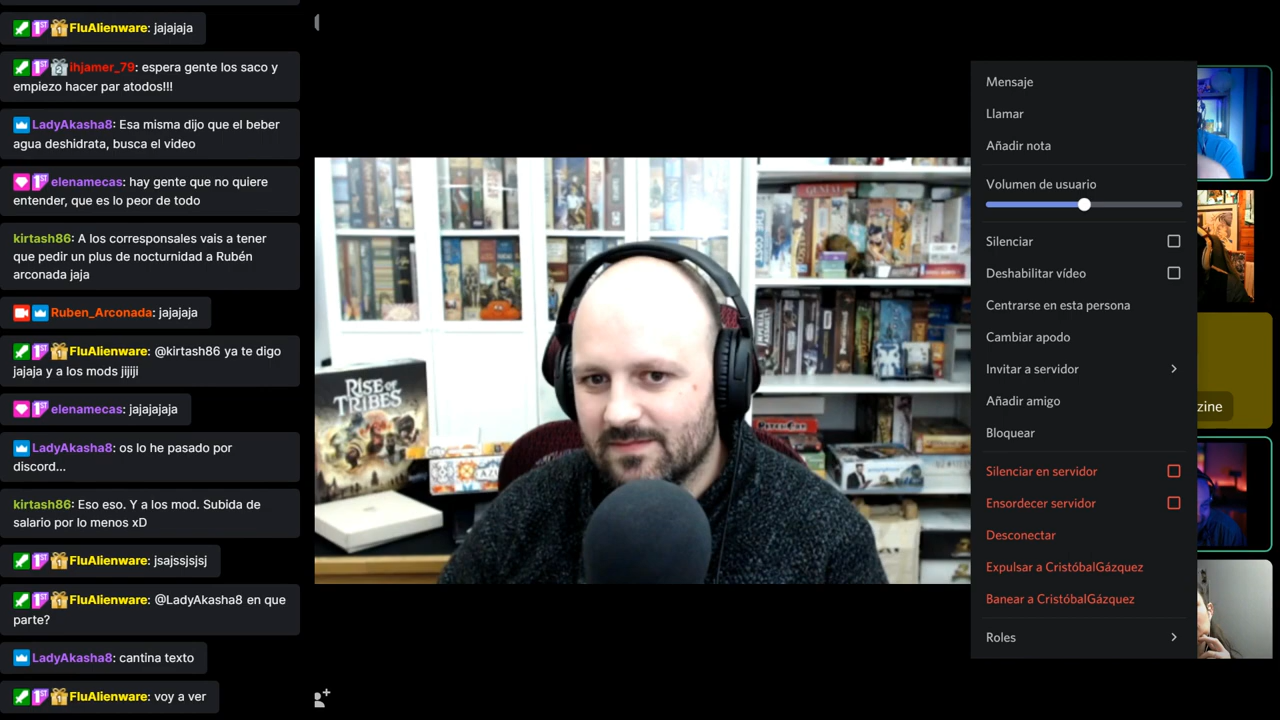 FluAlienware: jajajaja
ihjamer_79: espera gente los saco y
empiezo hacer par atodos!!!
LadyAkasha8: Esa misma dijo que el beber
agua deshidrata, busca el video
elenamecas: hay gente que no quiere
entender, que es lo peor de todo
kirtash86: A los corresponsales vais a tener
que pedir un plus de nocturnidad a Rubén
arconada jaja
Ruben_Arconada: jajajaja
FluAlienware: @kirtash86 ya te digo
jajaja y a los mods jijiji
elenamecas: jajajajaja
LadyAkasha8: os lo he pasado por
discord...
kirtash86: Eso eso. Y a los mod. Subida de
salario por lo menos xD
FluAlienware: jsajssjsjsj
FluAlienware: @LadyAkasha8 en que
parte?
LadyAkasha8: cantina texto
FluAlienware: voy a ver
RISE OF
TRIBES
Mensaje
Llamar
Añadir nota
Volumen de usuario
Silenciar
Deshabilitar vídeo
Centrarse en esta persona
Cambiar apodo
Invitar a servidor
Añadir amigo
Bloquear
Silenciar en servidor
Ensordecer servidor
Desconectar
Expulsar a CristóbalGázquez
Banear a CristóbalGázquez
Roles
zine